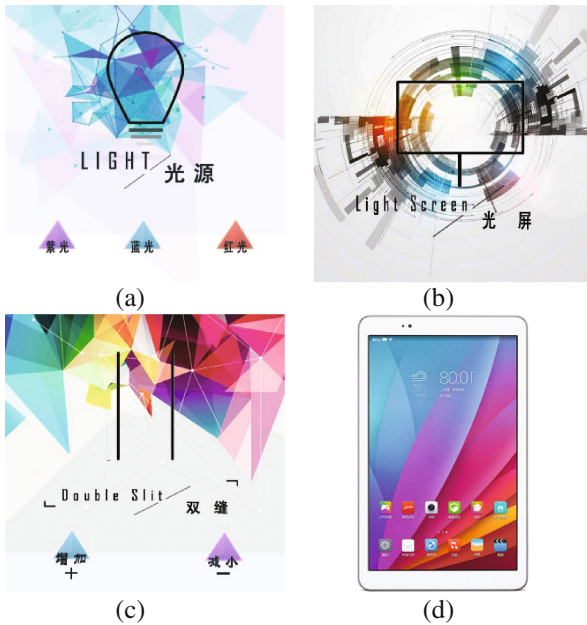 LIGHT 光源
紫光 蓝光 红光
(a)
Light Screen 光屏
(b)
Double Slit 双缝
增加 减小
+ −
(c)
80:01
(d)